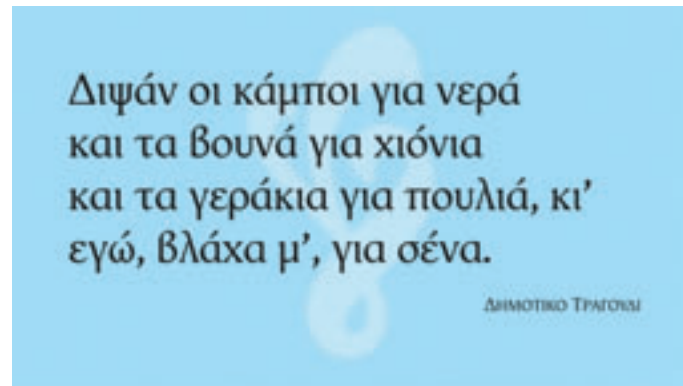 Διψάν οι κάμποι για νερά
και τα βουνά για χιόνια
και τα γεράκια για πουλιά, κι’
εγώ, βλάχα μ’, για σένα.
Δημοτικο Τραγουδι